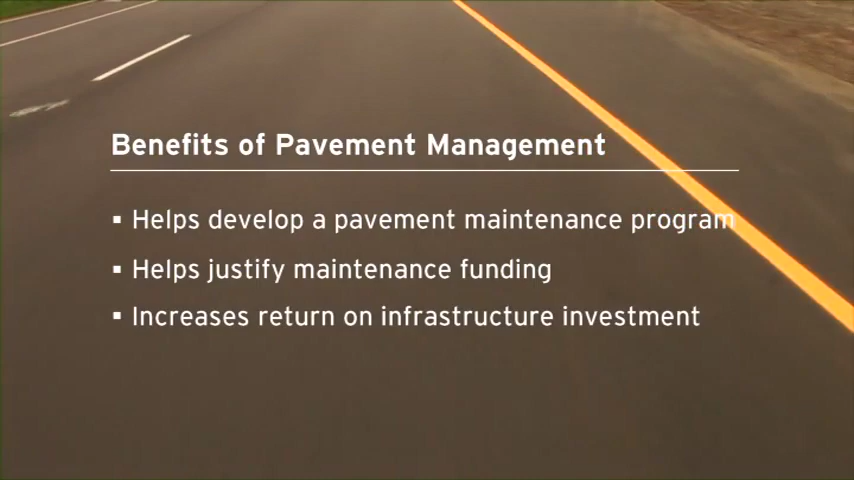 Benefits of Pavement Management
▪ Helps develop a pavement maintenance program
▪ Helps justify maintenance funding
▪ Increases return on infrastructure investment